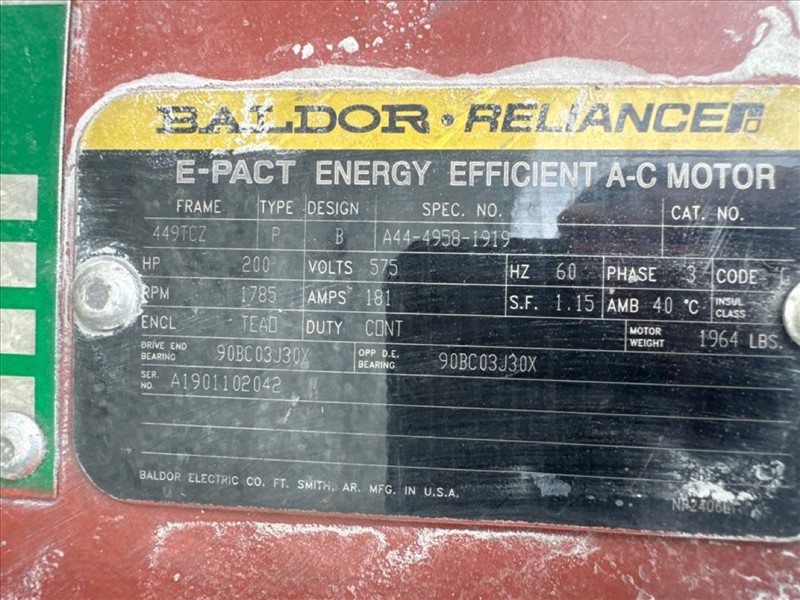 BALDOR • RELIANCE
E-PACT ENERGY EFFICIENT A-C MOTOR
FRAME 449TCZ TYPE P DESIGN B SPEC. NO. A44-4958-1919 CAT. NO.
HP 200 VOLTS 575 HZ 60 PHASE 3 CODE
RPM 1785 AMPS 181 S.F. 1.15 AMB 40 °C INSUL CLASS
ENCL TEAO DUTY CONT MOTOR WEIGHT 1964 LBS.
DRIVE END BEARING 90BC03J30X OPP D.E. BEARING 90BC03J30X
SER. NO. A1901102042
BALDOR ELECTRIC CO. FT. SMITH, AR. MFG. IN U.S.A.